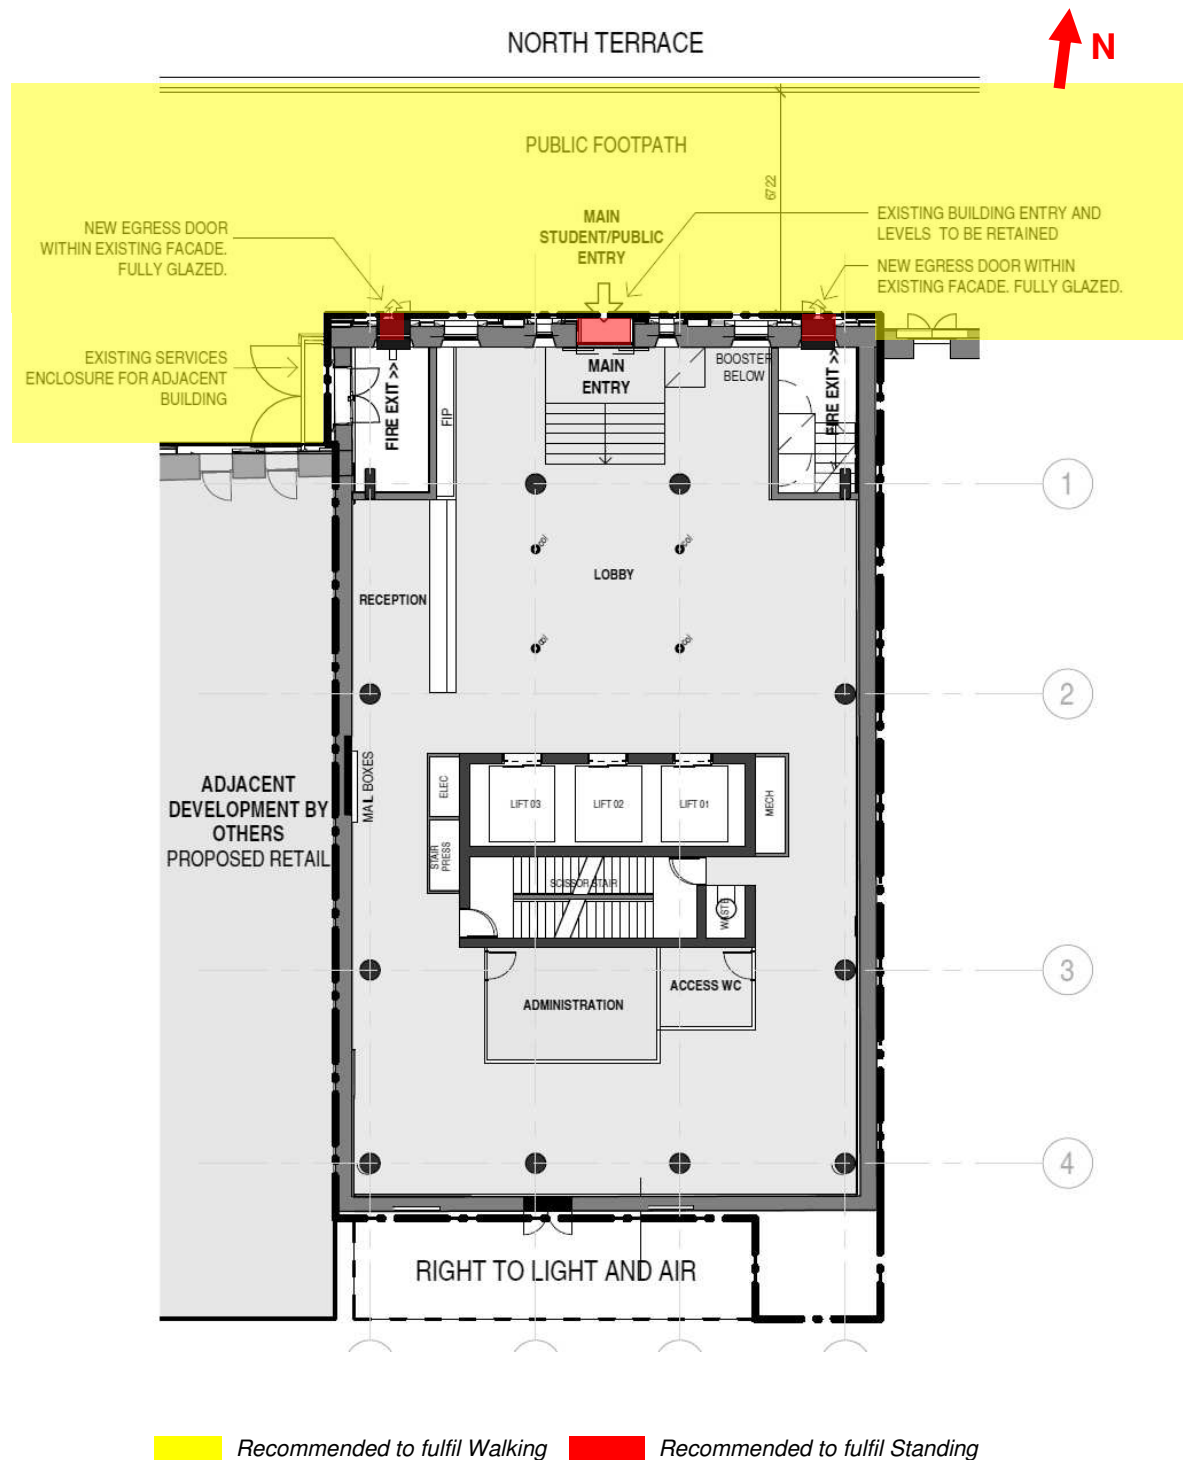 NORTH TERRACE
N
PUBLIC FOOTPATH
6722
NEW EGRESS DOOR
WITHIN EXISTING FACADE.
FULLY GLAZED.
MAIN
STUDENT/PUBLIC
ENTRY
EXISTING BUILDING ENTRY AND
LEVELS TO BE RETAINED
NEW EGRESS DOOR WITHIN
EXISTING FACADE. FULLY GLAZED.
EXISTING SERVICES
ENCLOSURE FOR ADJACENT
BUILDING
FIRE EXIT >>
FIP
MAIN
ENTRY
BOOSTER
BELOW
FIRE EXIT >>
1
col
col
LOBBY
RECEPTION
col
col
2
ADJACENT
DEVELOPMENT BY
OTHERS
PROPOSED RETAIL
MAIL BOXES
ELEC
LIFT 03
LIFT 02
LIFT 01
MECH
STAIR
PRESS
SCISSOR STAIR
WASTE
3
ADMINISTRATION
ACCESS WC
4
RIGHT TO LIGHT AND AIR
Recommended to fulfil Walking
Recommended to fulfil Standing